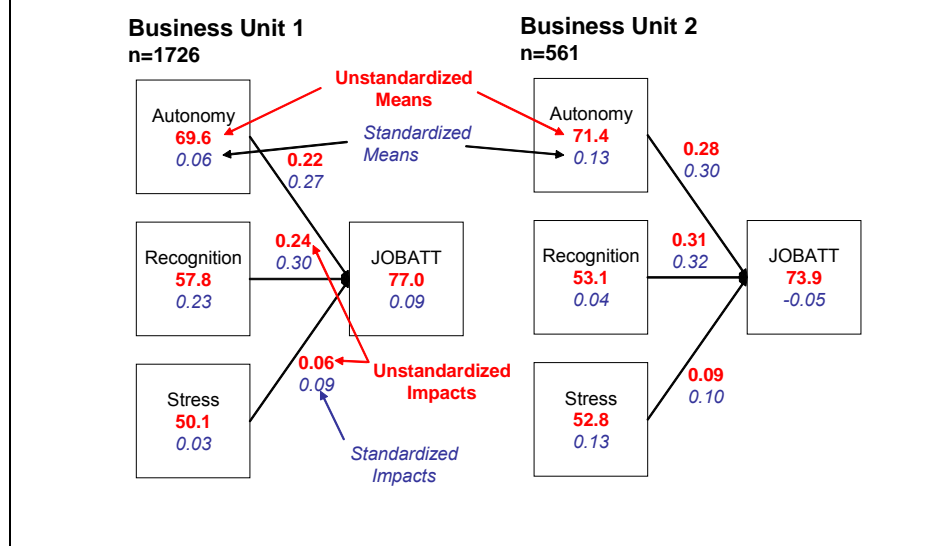 Business Unit 1
n=1726
Business Unit 2
n=561
Unstandardized
Means
Standardized
Means
Autonomy
69.6
0.06
0.22
0.27
Recognition
57.8
0.23
0.24
0.30
JOBATT
77.0
0.09
Stress
50.1
0.03
0.06
0.09
Unstandardized
Impacts
Standardized
Impacts
Autonomy
71.4
0.13
0.28
0.30
Recognition
53.1
0.04
0.31
0.32
JOBATT
73.9
-0.05
Stress
52.8
0.13
0.09
0.10